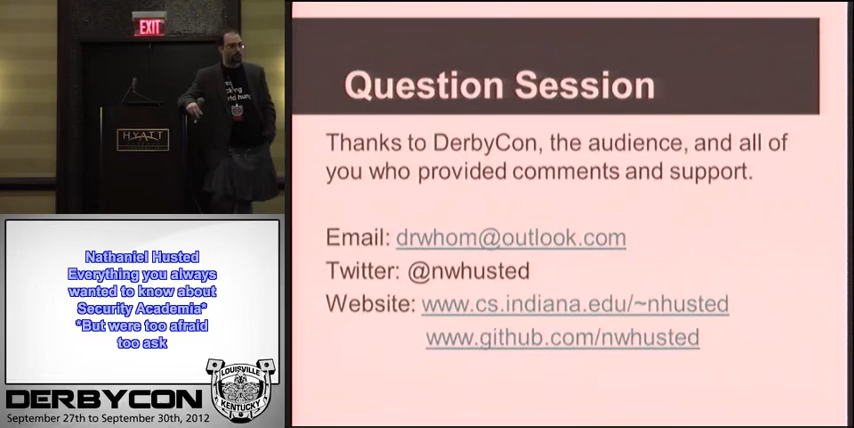 EXIT
HYATT
Question Session
Thanks to DerbyCon, the audience, and all of
you who provided comments and support.
Email: drwhom@outlook.com
Twitter: @nwhusted
Website: www.cs.indiana.edu/~nhusted
www.github.com/nwhusted
Nathaniel Husted
Everything you always
wanted to know about
Security Academia*
*But were too afraid
too ask
LOUISVILLE
KENTUCKY
DERBYCON
September 27th to September 30th, 2012